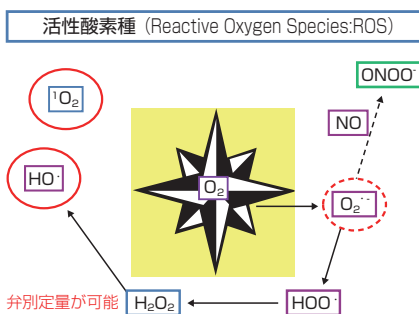 活性酸素種（Reactive Oxygen Species:ROS）
ONOO⁻
¹O₂
NO
HO･
O₂
O₂･⁻
弁別定量が可能
H₂O₂
HOO･